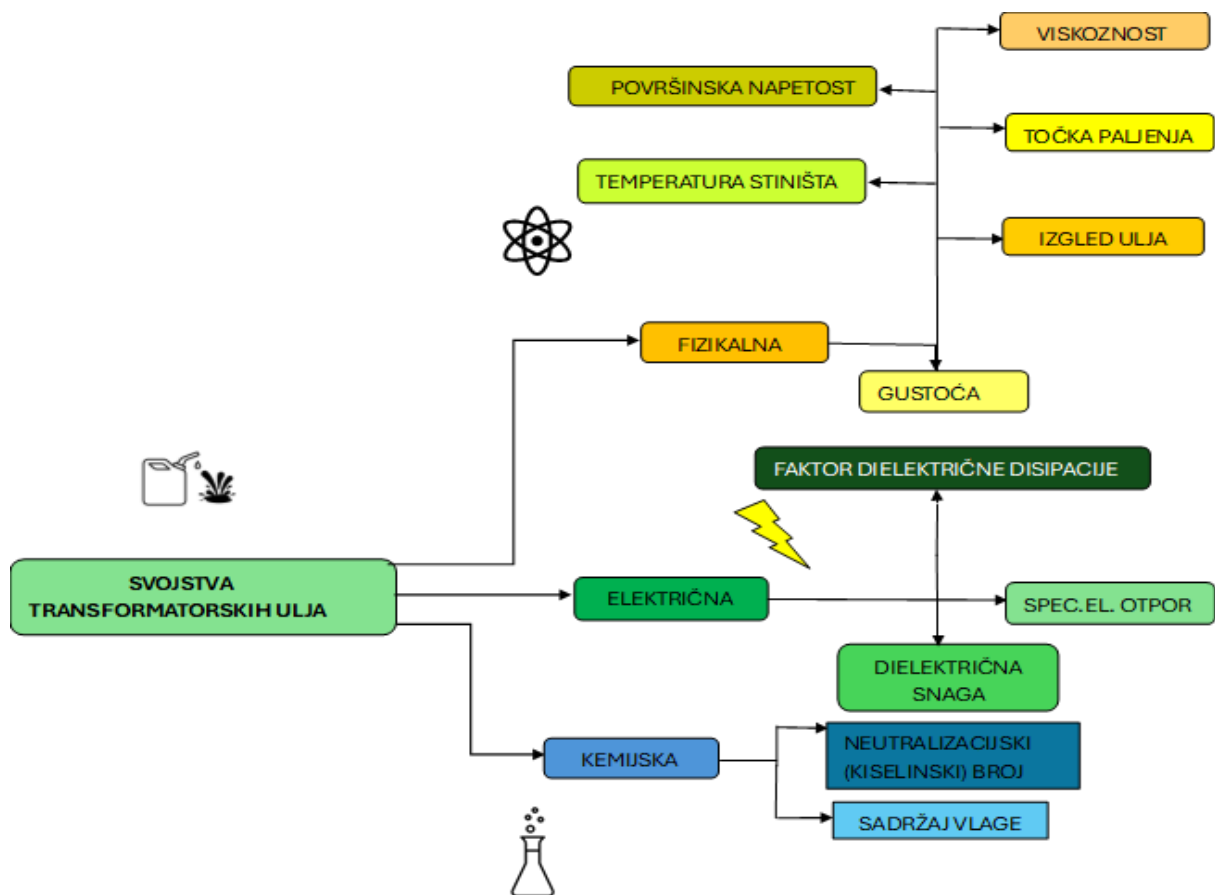 VISKOZNOST
POVRŠINSKA NAPETOST
TOČKA PALJENJA
TEMPERATURA STINIŠTA
IZGLED ULJA
FIZIKALNA
GUSTOĆA
FAKTOR DIELEKTRIČNE DISIPACIJE
SVOJSTVA
TRANSFORMATORSKIH ULJA
ELEKTRIČNA
SPEC. EL. OTPOR
DIELEKTRIČNA
SNAGA
KEMIJSKA
NEUTRALIZACIJSKI
(KISELINSKI) BROJ
SADRŽAJ VLAGE